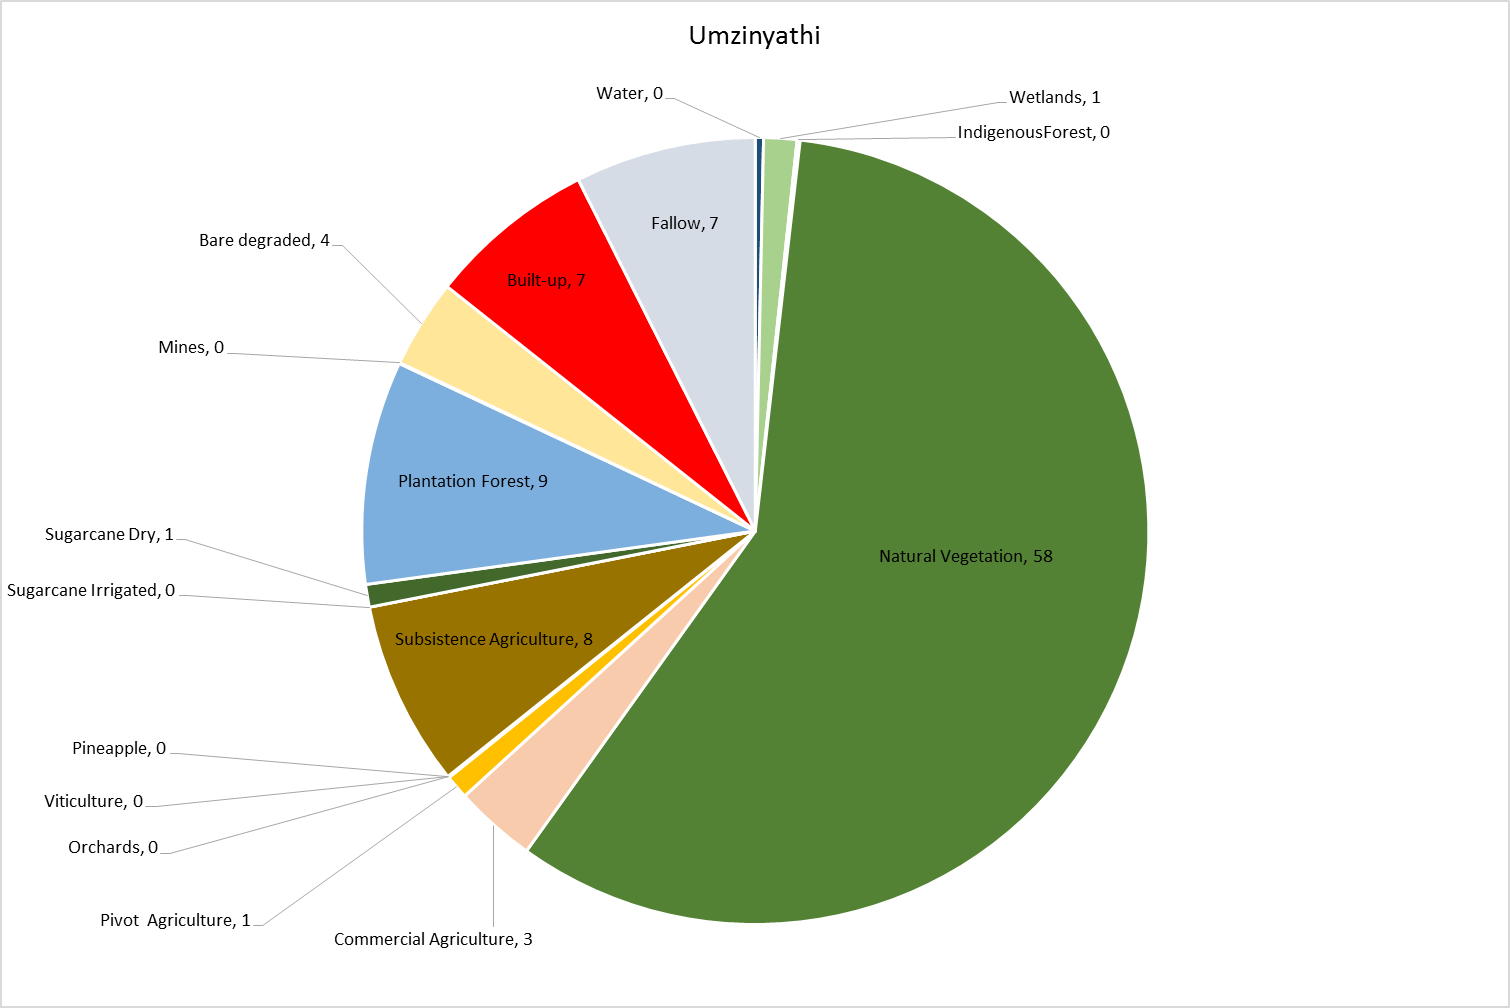 Umzinyathi
Water, 0
Wetlands, 1
IndigenousForest, 0
Fallow, 7
Bare degraded, 4
Built-up, 7
Mines, 0
Plantation Forest, 9
Sugarcane Dry, 1
Natural Vegetation, 58
Sugarcane Irrigated, 0
Subsistence Agriculture, 8
Pineapple, 0
Viticulture, 0
Orchards, 0
Pivot  Agriculture, 1
Commercial Agriculture, 3